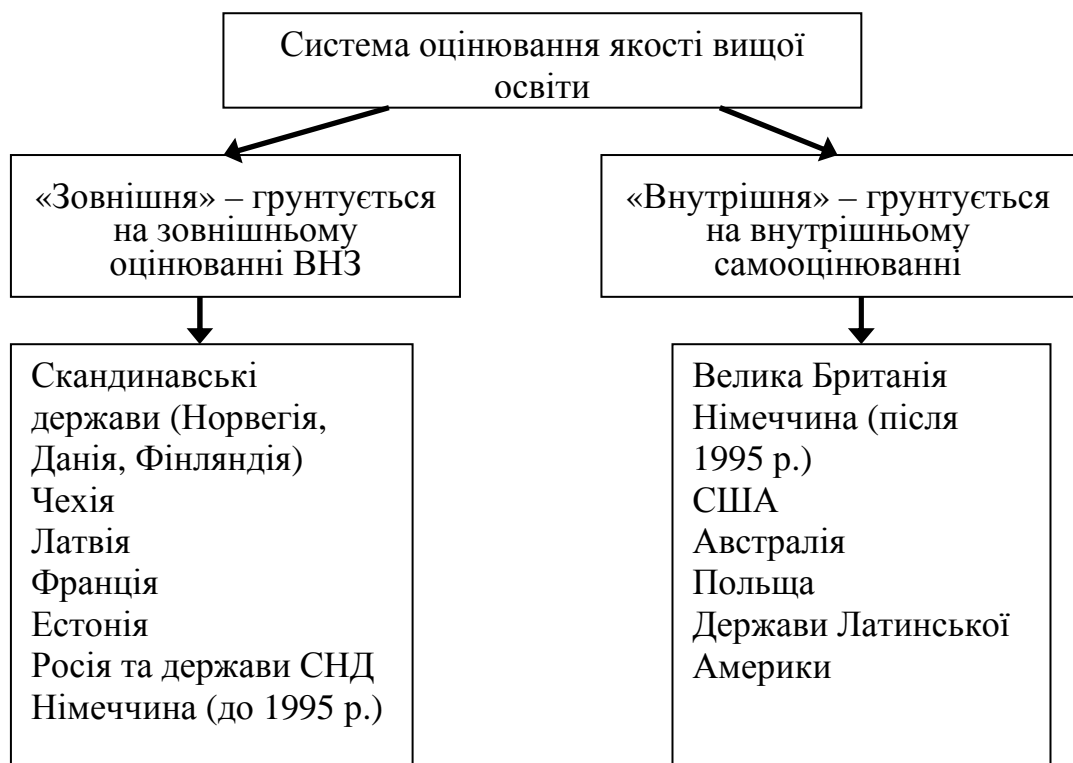 Система оцінювання якості вищої
освіти
«Зовнішня» – грунтується
на зовнішньому
оцінюванні ВНЗ
«Внутрішня» – грунтується
на внутрішньому
самооцінюванні
Скандинавські
держави (Норвегія,
Данія, Фінляндія)
Чехія
Латвія
Франція
Естонія
Росія та держави СНД
Німеччина (до 1995 р.)
Велика Британія
Німеччина (після
1995 р.)
США
Австралія
Польща
Держави Латинської
Америки